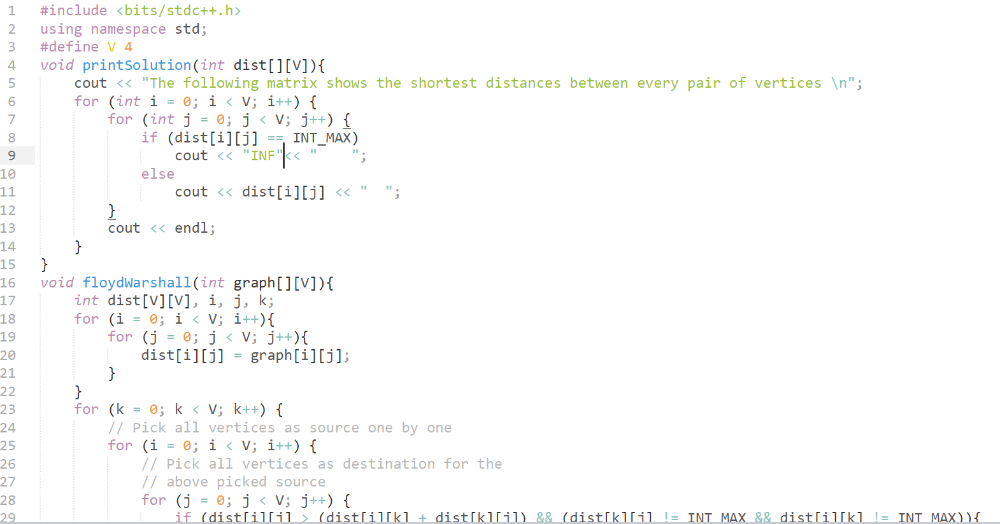 1 #include <bits/stdc++.h>
2 using namespace std;
3 #define V 4
4 void printSolution(int dist[][V]){
5     cout << "The following matrix shows the shortest distances between every pair of vertices \n";
6     for (int i = 0; i < V; i++) {
7         for (int j = 0; j < V; j++) {
8             if (dist[i][j] == INT_MAX)
9                 cout << "INF"<< "    ";
10             else
11                 cout << dist[i][j] << "  ";
12         }
13         cout << endl;
14     }
15 }
16 void floydWarshall(int graph[][V]){
17     int dist[V][V], i, j, k;
18     for (i = 0; i < V; i++){
19         for (j = 0; j < V; j++){
20             dist[i][j] = graph[i][j];
21         }
22     }
23     for (k = 0; k < V; k++) {
24         // Pick all vertices as source one by one
25         for (i = 0; i < V; i++) {
26             // Pick all vertices as destination for the
27             // above picked source
28             for (j = 0; j < V; j++) {
29                 if (dist[i][j] > (dist[i][k] + dist[k][j]) && (dist[k][j] != INT_MAX && dist[i][k] != INT_MAX)){